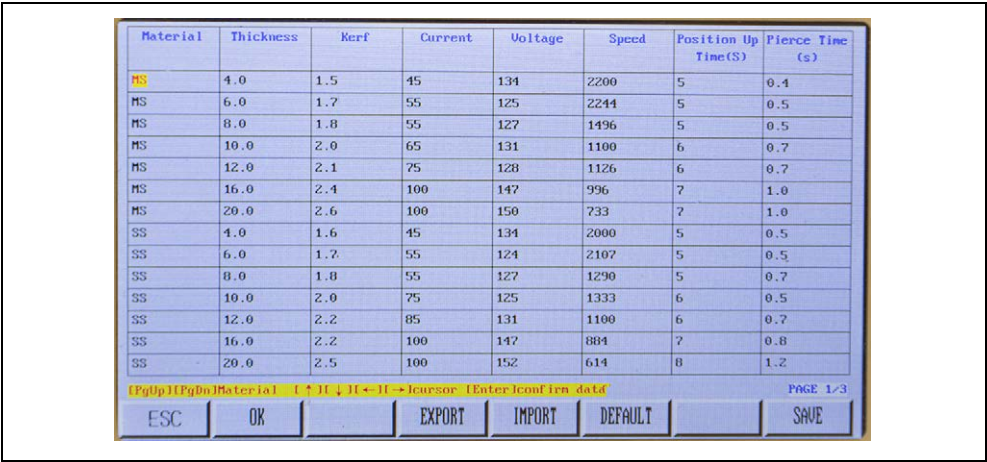 Material Thickness Kerf Current Voltage Speed Position Up Time(S) Pierce Time (s)
MS 4.0 1.5 45 134 2200 5 0.4
MS 6.0 1.7 55 125 2244 5 0.5
MS 8.0 1.8 55 127 1496 5 0.5
MS 10.0 2.0 65 131 1100 6 0.7
MS 12.0 2.1 75 128 1126 6 0.7
MS 16.0 2.4 100 147 996 7 1.0
MS 20.0 2.6 100 150 733 7 1.0
SS 4.0 1.6 45 134 2000 5 0.5
SS 6.0 1.7 55 124 2107 5 0.5
SS 8.0 1.8 55 127 1290 5 0.7
SS 10.0 2.0 75 125 1333 6 0.5
SS 12.0 2.2 85 131 1100 6 0.7
SS 16.0 2.2 100 147 884 7 0.8
SS 20.0 2.5 100 152 614 8 1.2
[PgUp][PgDn]Material [↑][↓][←][→]cursor [Enter]confirm data PAGE 1/3
ESC OK EXPORT IMPORT DEFAULT SAVE